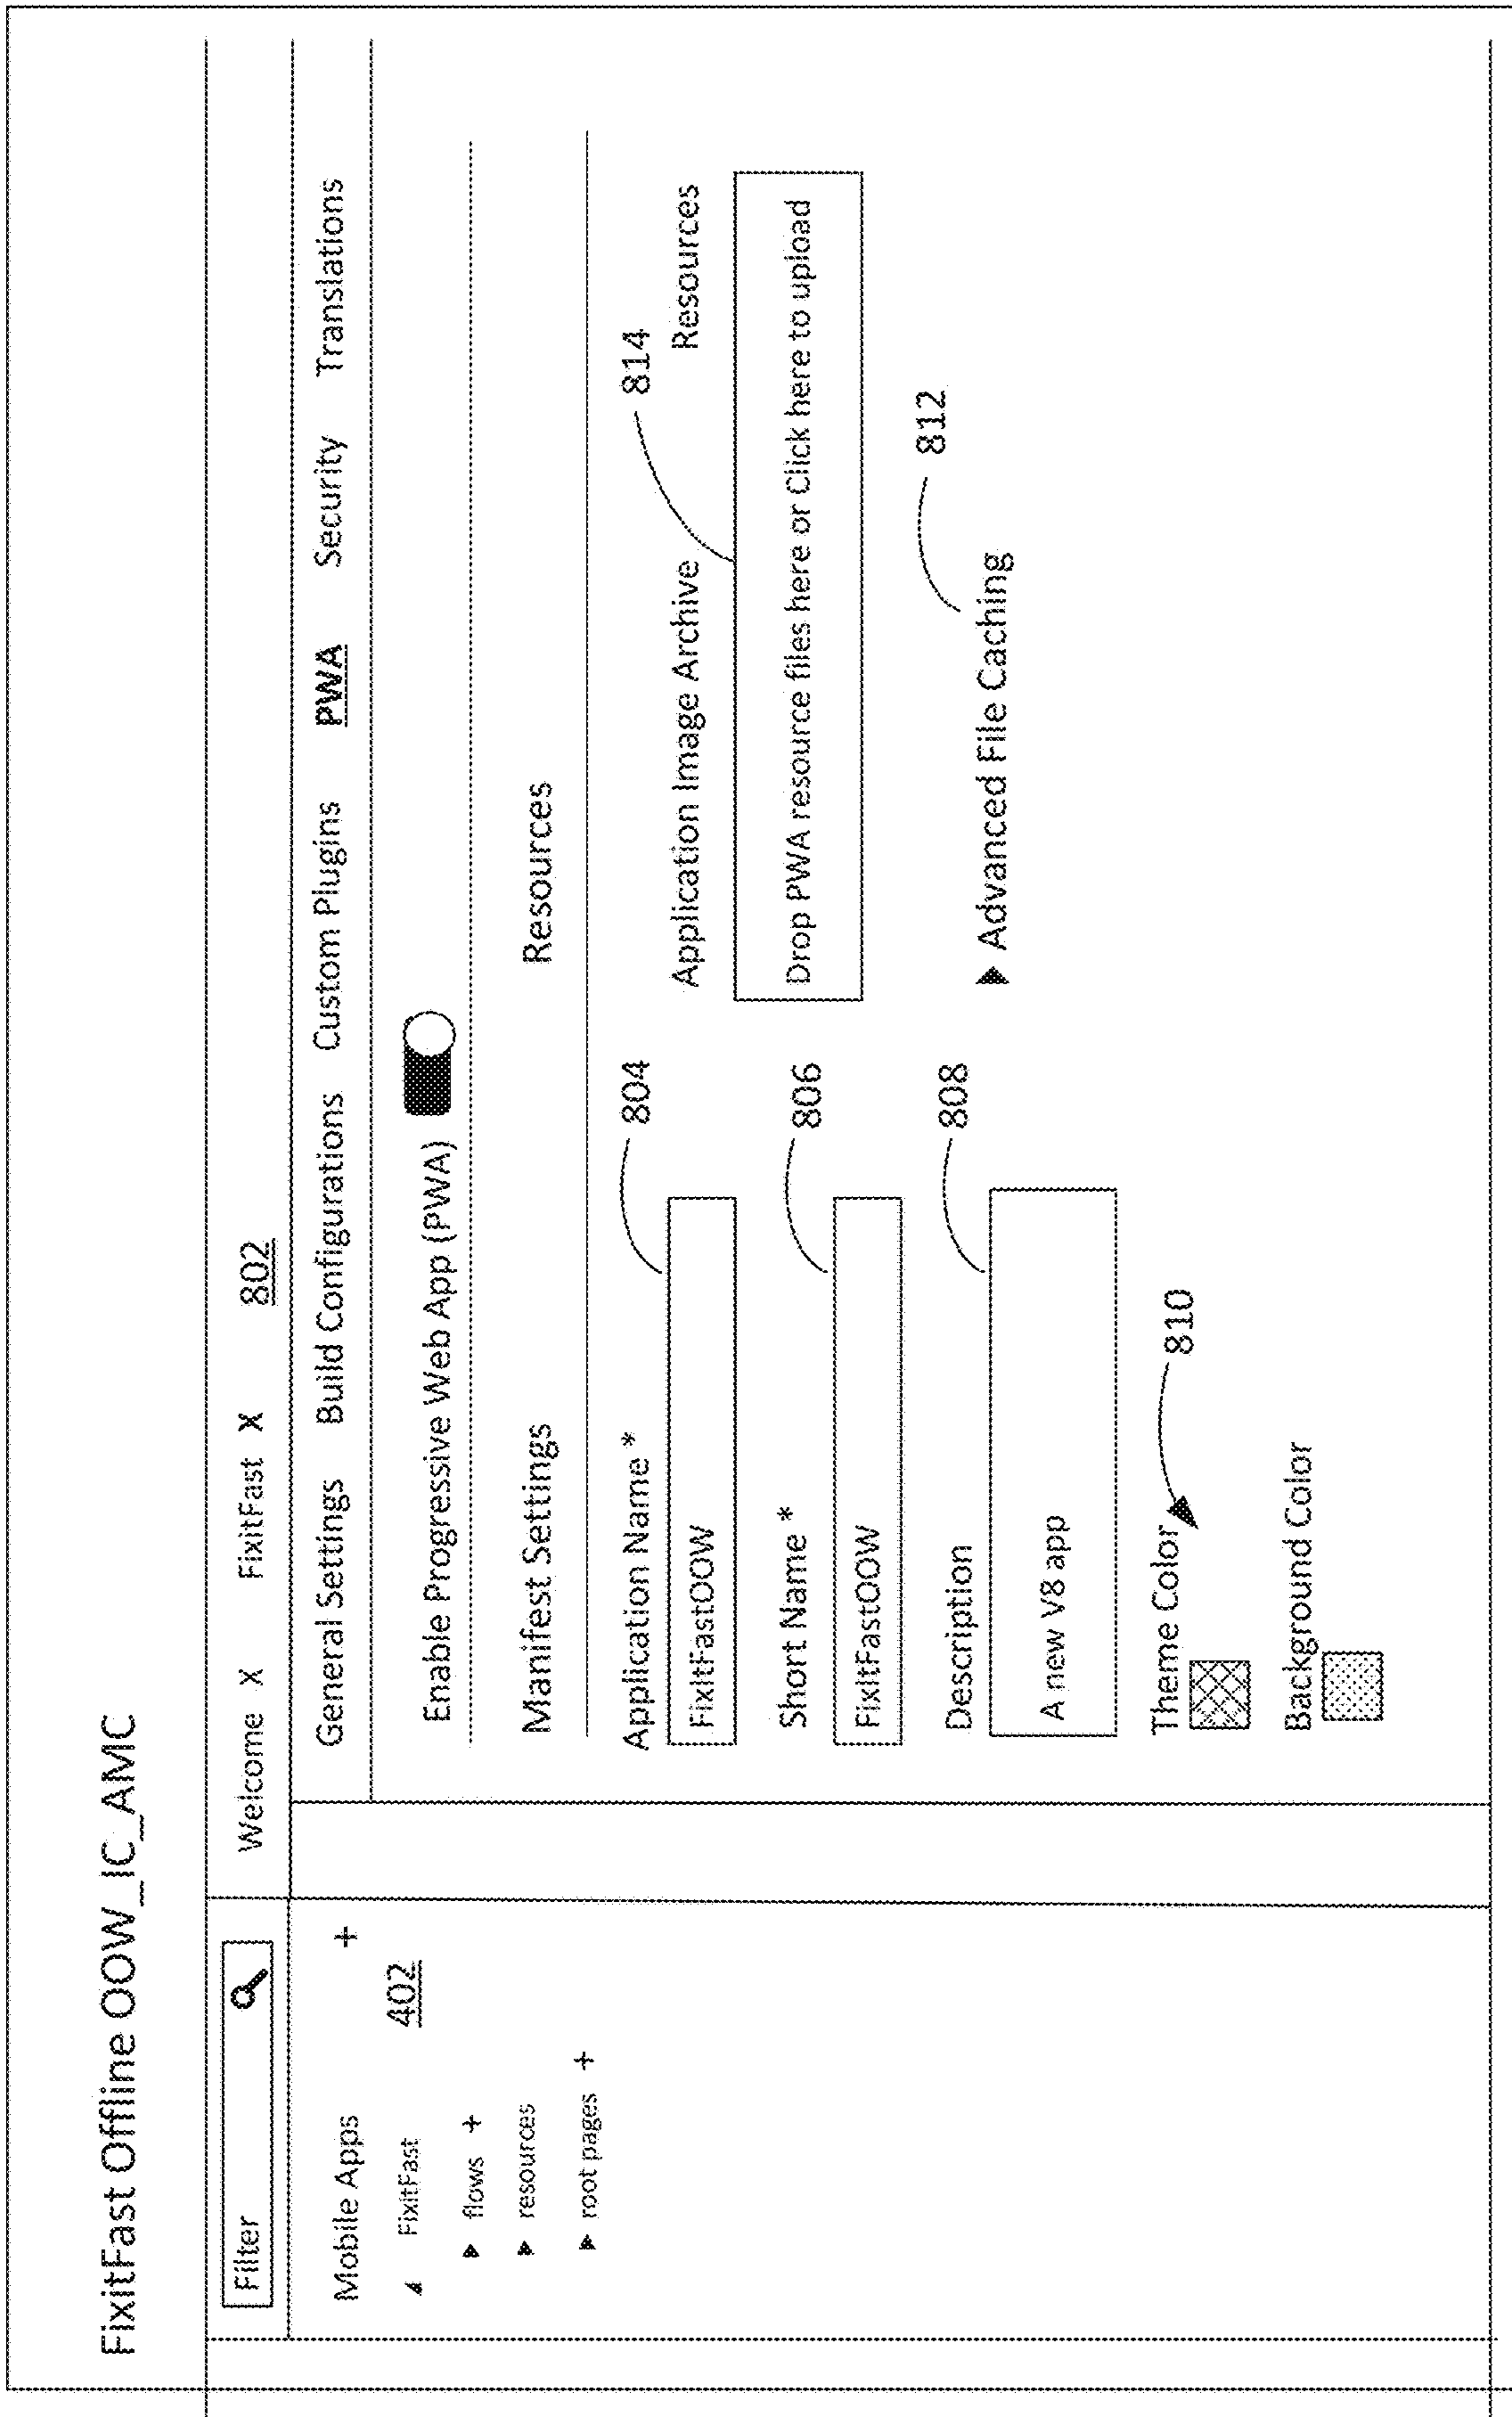 FixitFast Offline OOW_IC_AMC
Filter
Welcome X FixitFast X 802
Mobile Apps +
FixitFast 402
flows +
resources
root pages +
General Settings Build Configurations Custom Plugins PWA Security Translations
Enable Progressive Web App (PWA)
Manifest Settings
Application Name *
804
FixItFastOOW
Short Name *
806
FixItFastOOW
Description
808
A new V8 app
Theme Color
810
Background Color
Resources
Application Image Archive Resources
814
Drop PWA resource files here or Click here to upload
Advanced File Caching
812